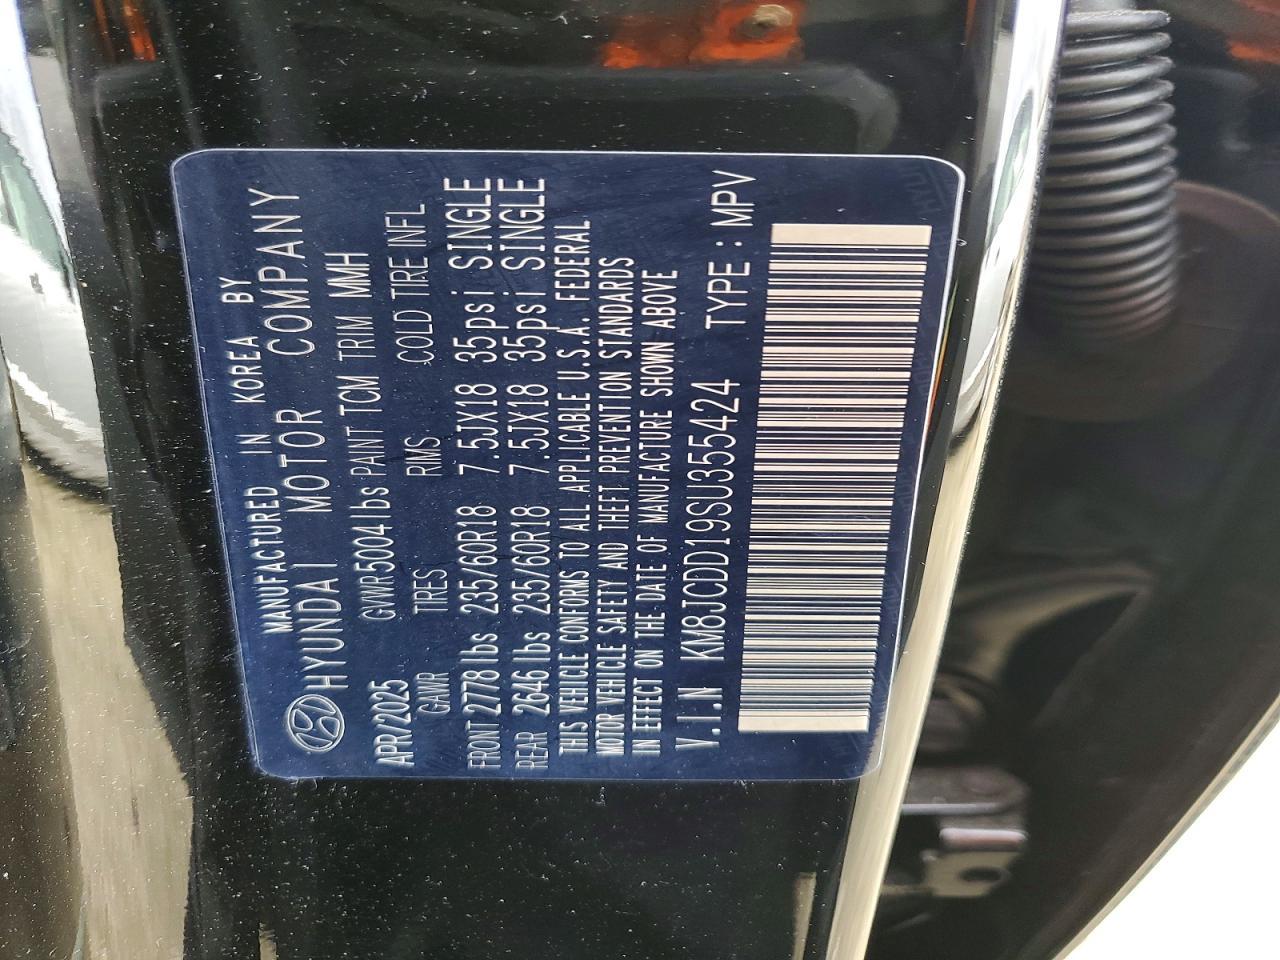 MANUFACTURED IN KOREA BY
HYUNDAI MOTOR COMPANY
APR/2025 GVWR 5004 lbs PAINT TCM TRIM MMH
GAWR TIRES RIMS COLD TIRE INFL
FRONT 2778 lbs 235/60R18 7.5JX18 35psi SINGLE
REAR 2646 lbs 235/60R18 7.5JX18 35psi SINGLE
THIS VEHICLE CONFORMS TO ALL APPLICABLE U.S.A. FEDERAL
MOTOR VEHICLE SAFETY AND THEFT PREVENTION STANDARDS
IN EFFECT ON THE DATE OF MANUFACTURE SHOWN ABOVE
V.I.N KM8JCDD19SU355424 TYPE : MPV